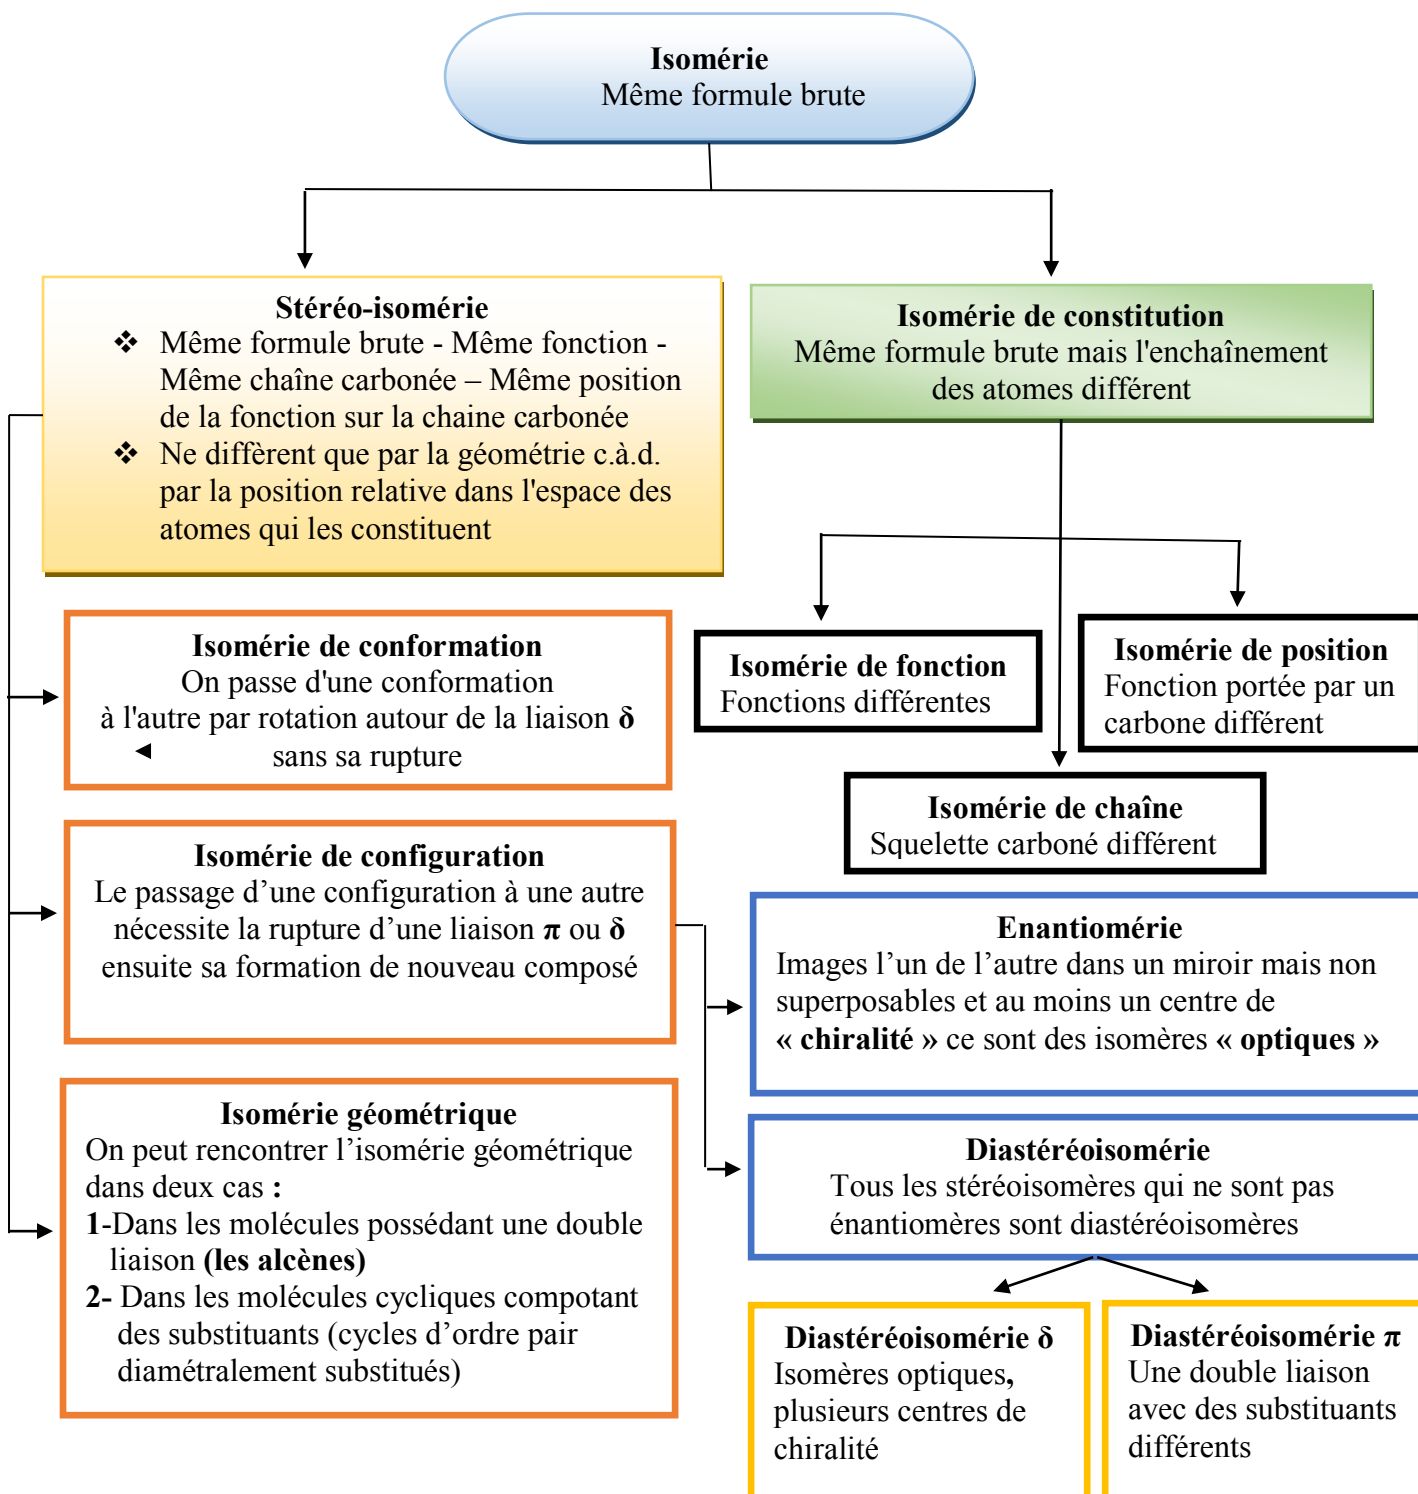 Isomérie
Même formule brute
Stéréo-isomérie
❖ Même formule brute - Même fonction -
Même chaîne carbonée – Même position
de la fonction sur la chaine carbonée
❖ Ne diffèrent que par la géométrie c.à.d.
par la position relative dans l'espace des
atomes qui les constituent
Isomérie de constitution
Même formule brute mais l'enchaînement
des atomes différent
Isomérie de conformation
On passe d'une conformation
à l'autre par rotation autour de la liaison δ
sans sa rupture
Isomérie de fonction
Fonctions différentes
Isomérie de position
Fonction portée par un
carbone différent
Isomérie de chaîne
Squelette carboné différent
Isomérie de configuration
Le passage d’une configuration à une autre
nécessite la rupture d’une liaison π ou δ
ensuite sa formation de nouveau composé
Enantiomérie
Images l’un de l’autre dans un miroir mais non
superposables et au moins un centre de
« chiralité » ce sont des isomères « optiques »
Isomérie géométrique
On peut rencontrer l’isomérie géométrique
dans deux cas :
1-Dans les molécules possédant une double
liaison (les alcènes)
2- Dans les molécules cycliques compotant
des substituants (cycles d’ordre pair
diamétralement substitués)
Diastéréoisomérie
Tous les stéréoisomères qui ne sont pas
énantiomères sont diastéréoisomères
Diastéréoisomérie δ
Isomères optiques,
plusieurs centres de
chiralité
Diastéréoisomérie π
Une double liaison
avec des substituants
différents